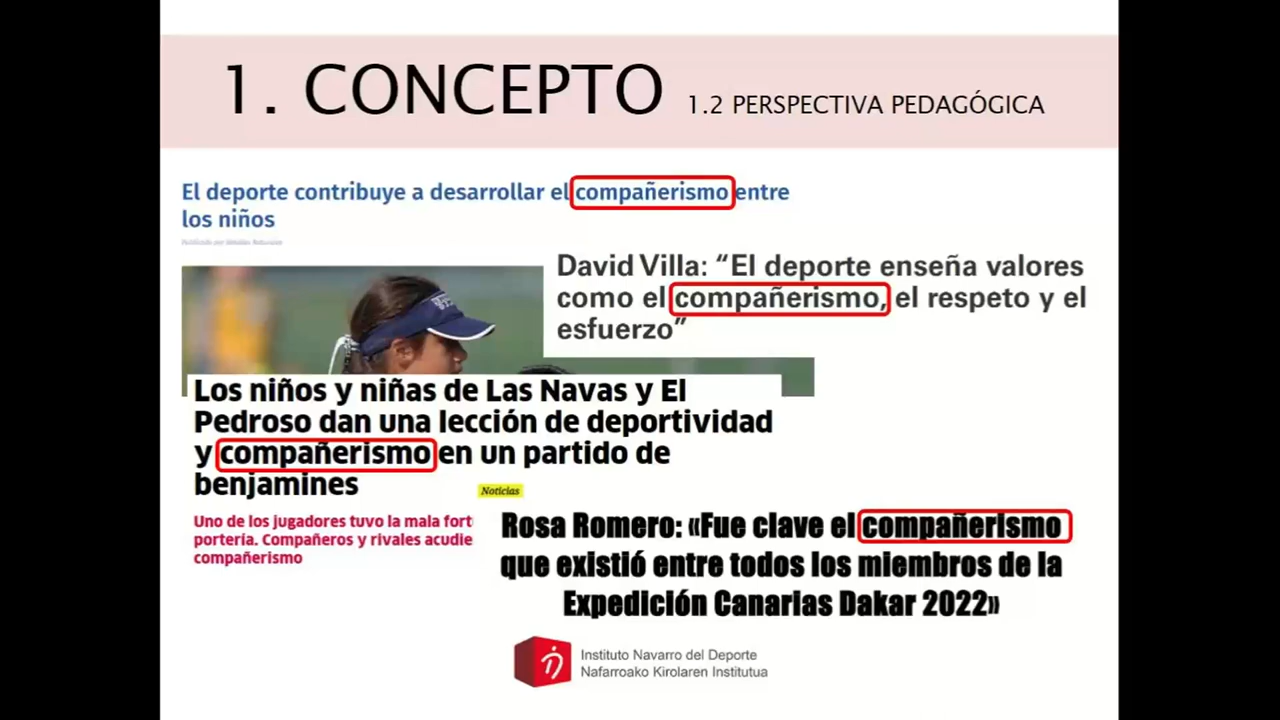 1. CONCEPTO 1.2 PERSPECTIVA PEDAGÓGICA
El deporte contribuye a desarrollar el compañerismo entre
los niños
David Villa: “El deporte enseña valores
como el compañerismo, el respeto y el
esfuerzo”
Los niños y niñas de Las Navas y El
Pedroso dan una lección de deportividad
y compañerismo en un partido de
benjamines
Uno de los jugadores tuvo la mala fort
portería. Compañeros y rivales acudie
compañerismo
Noticias
Rosa Romero: «Fue clave el compañerismo
que existió entre todos los miembros de la
Expedición Canarias Dakar 2022»
Instituto Navarro del Deporte
Nafarroako Kirolaren Institutua